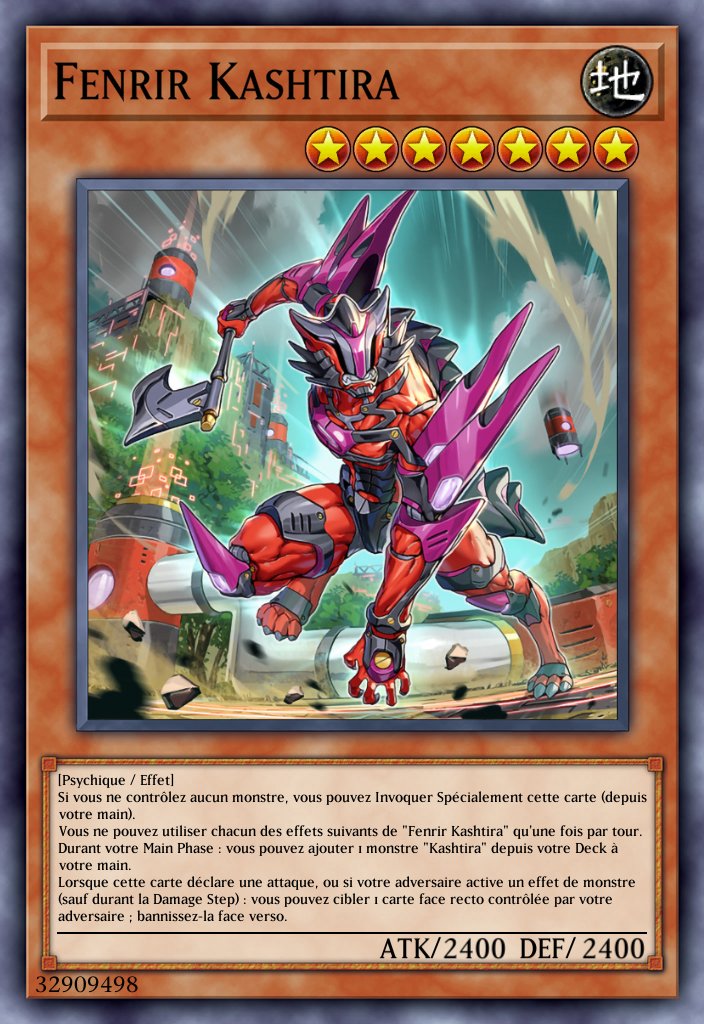 Fenrir Kashtira
地
[Psychique / Effet]
Si vous ne contrôlez aucun monstre, vous pouvez Invoquer Spécialement cette carte (depuis
votre main).
Vous ne pouvez utiliser chacun des effets suivants de "Fenrir Kashtira" qu'une fois par tour.
Durant votre Main Phase : vous pouvez ajouter 1 monstre "Kashtira" depuis votre Deck à
votre main.
Lorsque cette carte déclare une attaque, ou si votre adversaire active un effet de monstre
(sauf durant la Damage Step) : vous pouvez cibler 1 carte face recto contrôlée par votre
adversaire ; bannissez-la face verso.
ATK/2400 DEF/ 2400
32909498